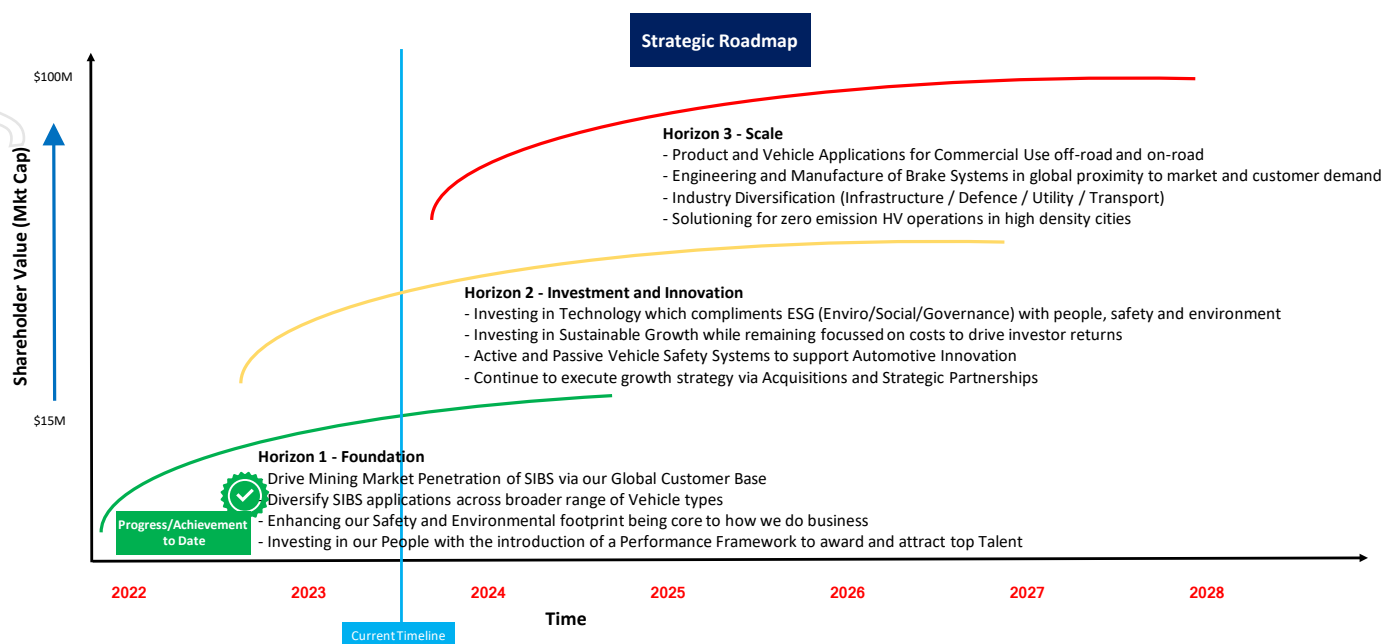 Strategic Roadmap
$100M
Shareholder Value (Mkt Cap)
Horizon 3 - Scale
- Product and Vehicle Applications for Commercial Use off-road and on-road
- Engineering and Manufacture of Brake Systems in global proximity to market and customer demand
- Industry Diversification (Infrastructure / Defence / Utility / Transport)
- Solutioning for zero emission HV operations in high density cities
Horizon 2 - Investment and Innovation
- Investing in Technology which compliments ESG (Enviro/Social/Governance) with people, safety and environment
- Investing in Sustainable Growth while remaining focussed on costs to drive investor returns
- Active and Passive Vehicle Safety Systems to support Automotive Innovation
- Continue to execute growth strategy via Acquisitions and Strategic Partnerships
$15M
Horizon 1 - Foundation
- Drive Mining Market Penetration of SIBS via our Global Customer Base
- Diversify SIBS applications across broader range of Vehicle types
- Enhancing our Safety and Environmental footprint being core to how we do business
- Investing in our People with the introduction of a Performance Framework to award and attract top Talent
Progress/Achievement
to Date
2022 2023 2024 2025 2026 2027 2028
Time
Current Timeline